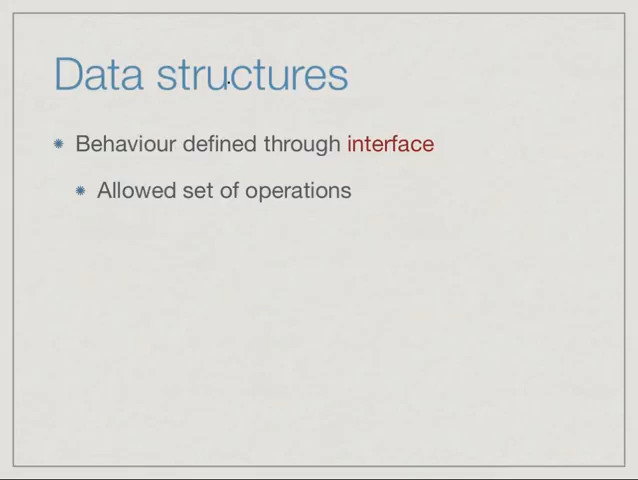 Data structures
Behaviour defined through interface
Allowed set of operations